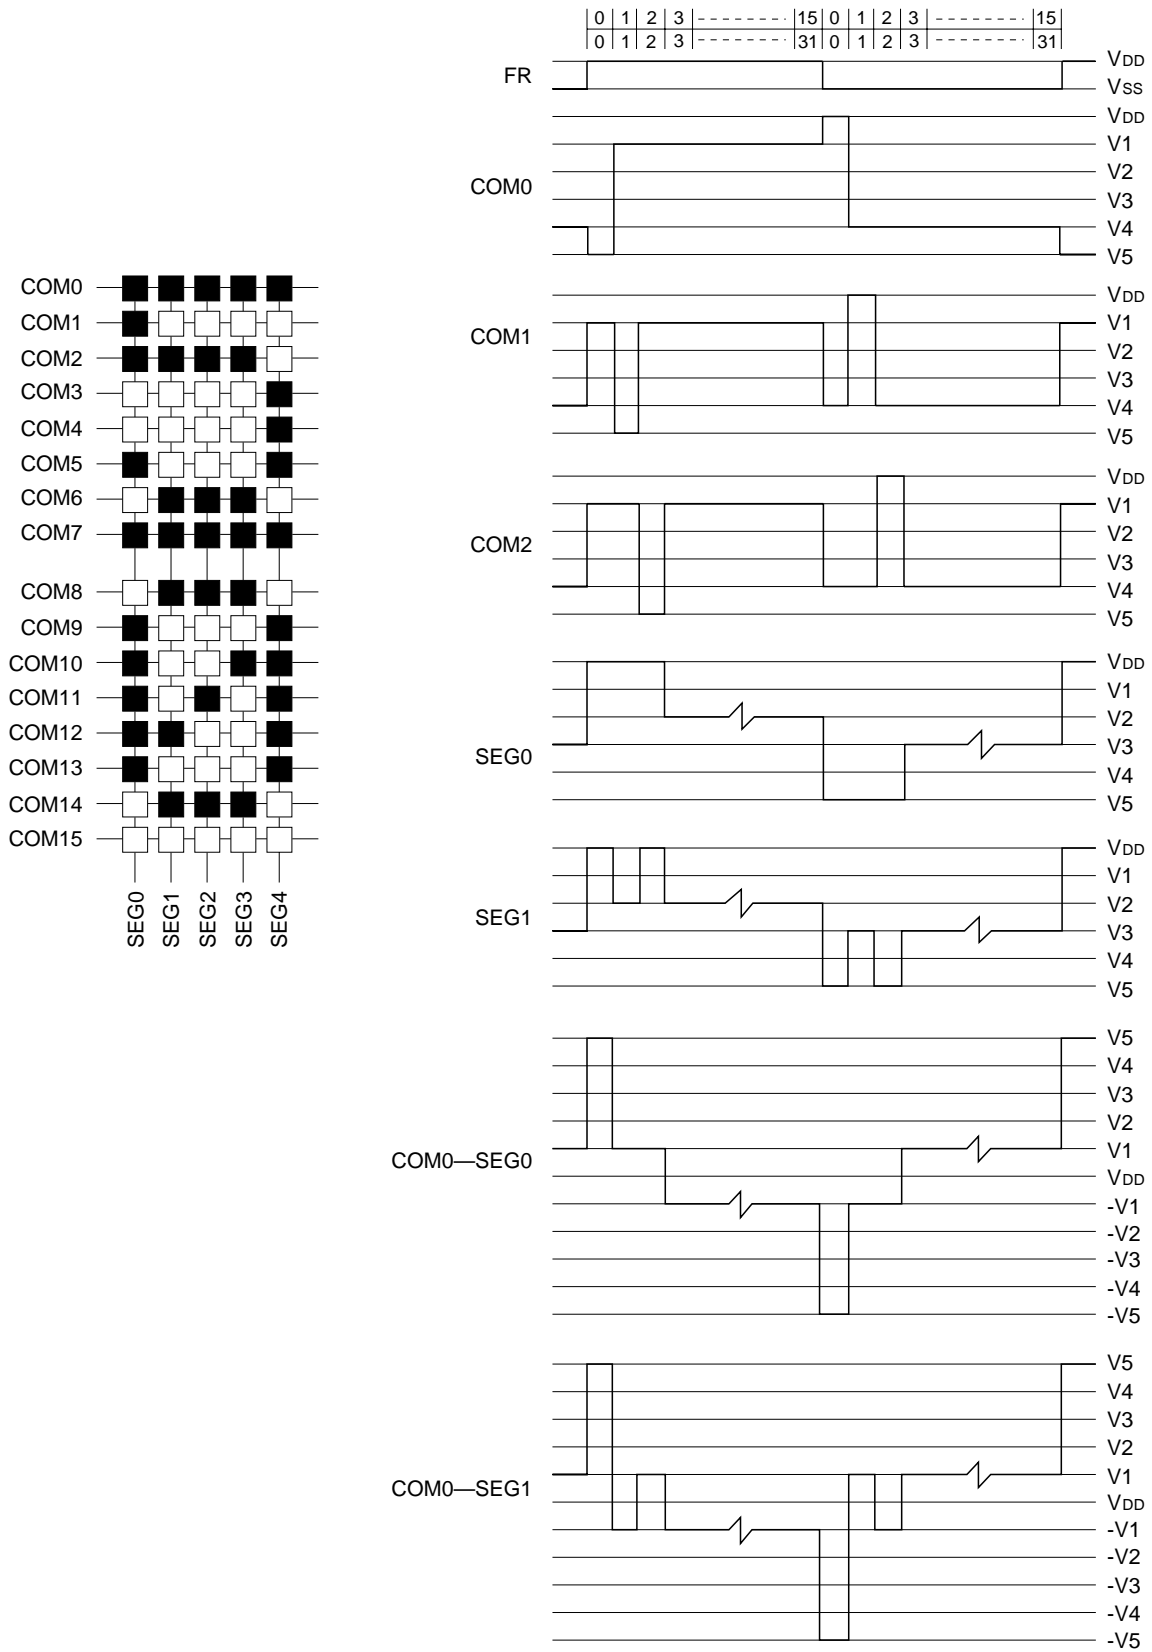 0 1 2 3 15 0 1 2 3 15
0 1 2 3 31 0 1 2 3 31
FR
VDD
VSS
COM0
VDD
V1
V2
V3
V4
V5
COM1
VDD
V1
V2
V3
V4
V5
COM2
VDD
V1
V2
V3
V4
V5
SEG0
VDD
V1
V2
V3
V4
V5
SEG1
VDD
V1
V2
V3
V4
V5
COM0—SEG0
V5
V4
V3
V2
V1
VDD
-V1
-V2
-V3
-V4
-V5
COM0—SEG1
V5
V4
V3
V2
V1
VDD
-V1
-V2
-V3
-V4
-V5
COM0
COM1
COM2
COM3
COM4
COM5
COM6
COM7
COM8
COM9
COM10
COM11
COM12
COM13
COM14
COM15
SEG0
SEG1
SEG2
SEG3
SEG4